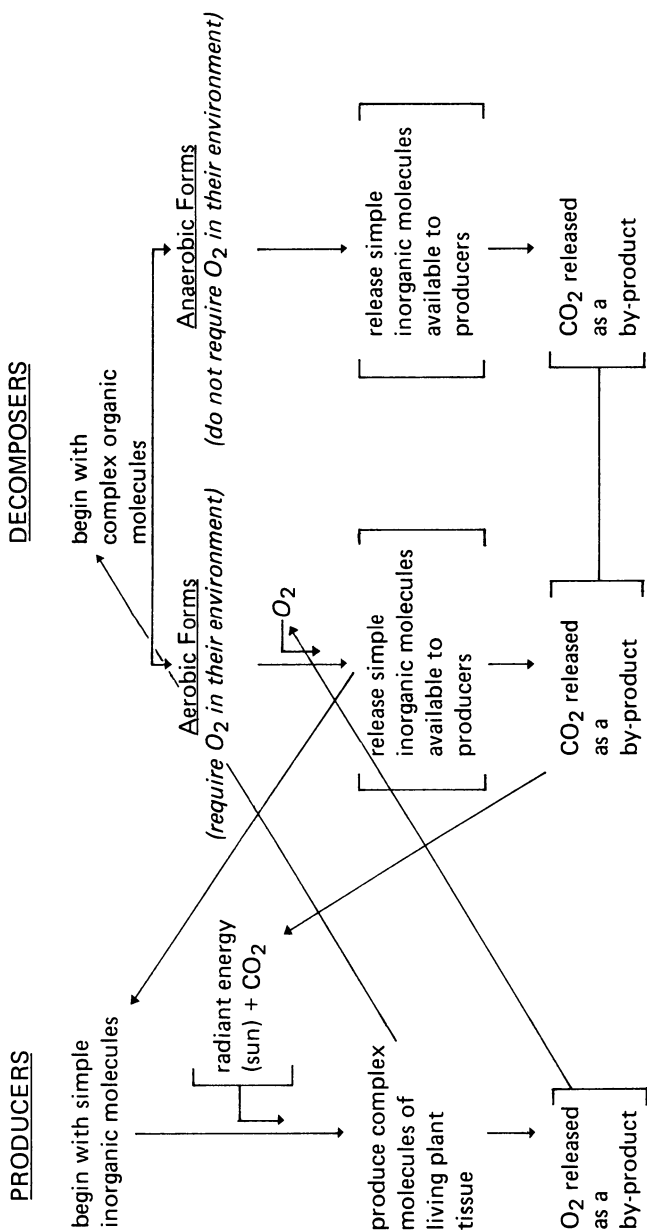 PRODUCERS
begin with simple
inorganic molecules
radiant energy
(sun) + CO2
produce complex
molecules of
living plant
tissue
O2 released
as a
by-product
DECOMPOSERS
begin with
complex organic
molecules
Aerobic Forms
(require O2 in their environment)
O2
release simple
inorganic molecules
available to
producers
CO2 released
as a
by-product
Anaerobic Forms
(do not require O2 in their environment)
release simple
inorganic molecules
available to
producers
CO2 released
as a
by-product